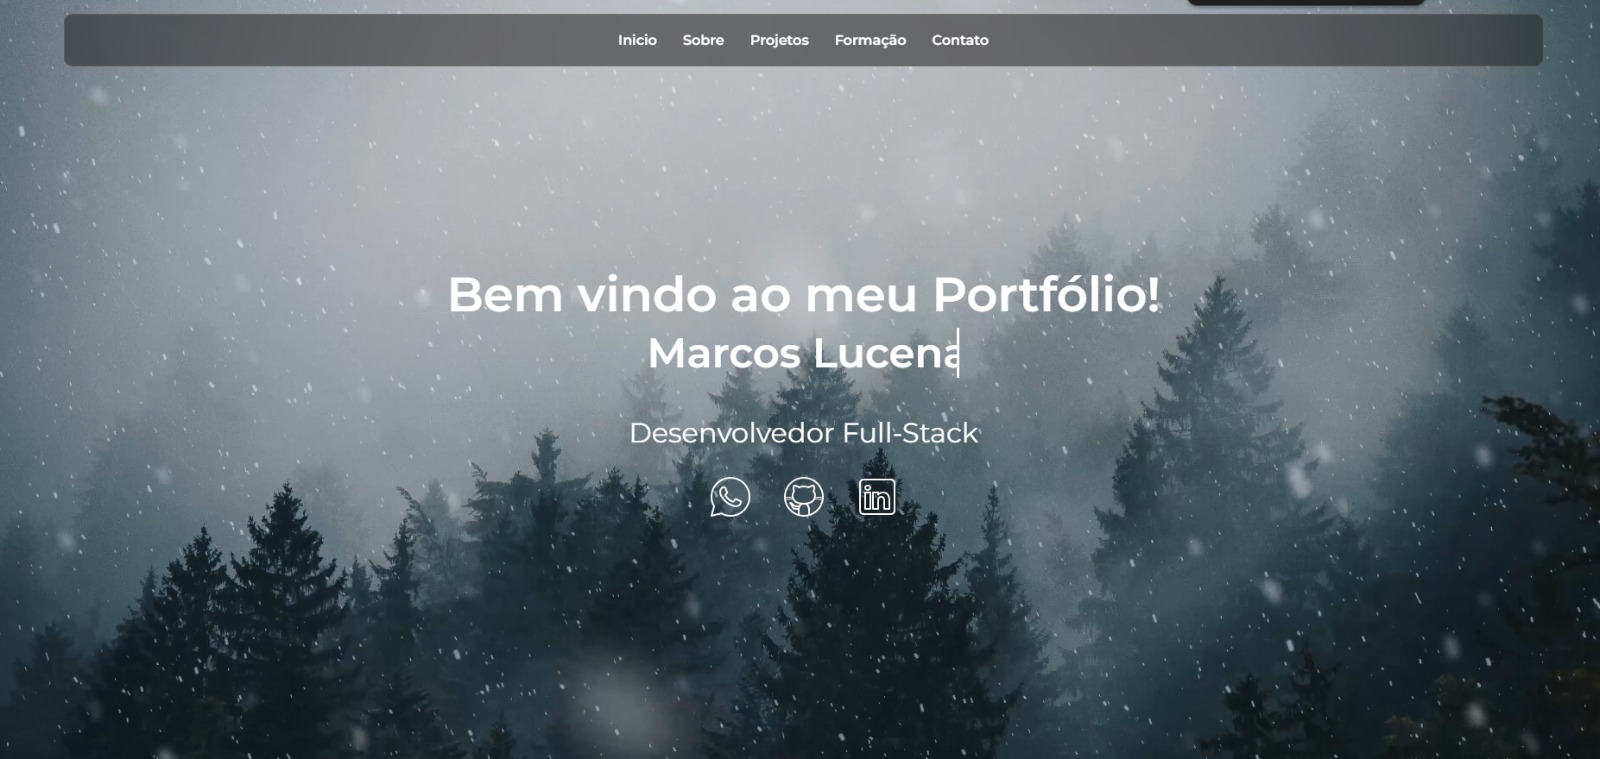 Inicio Sobre Projetos Formação Contato
Bem vindo ao meu Portfólio!
Marcos Lucena
Desenvolvedor Full-Stack
in